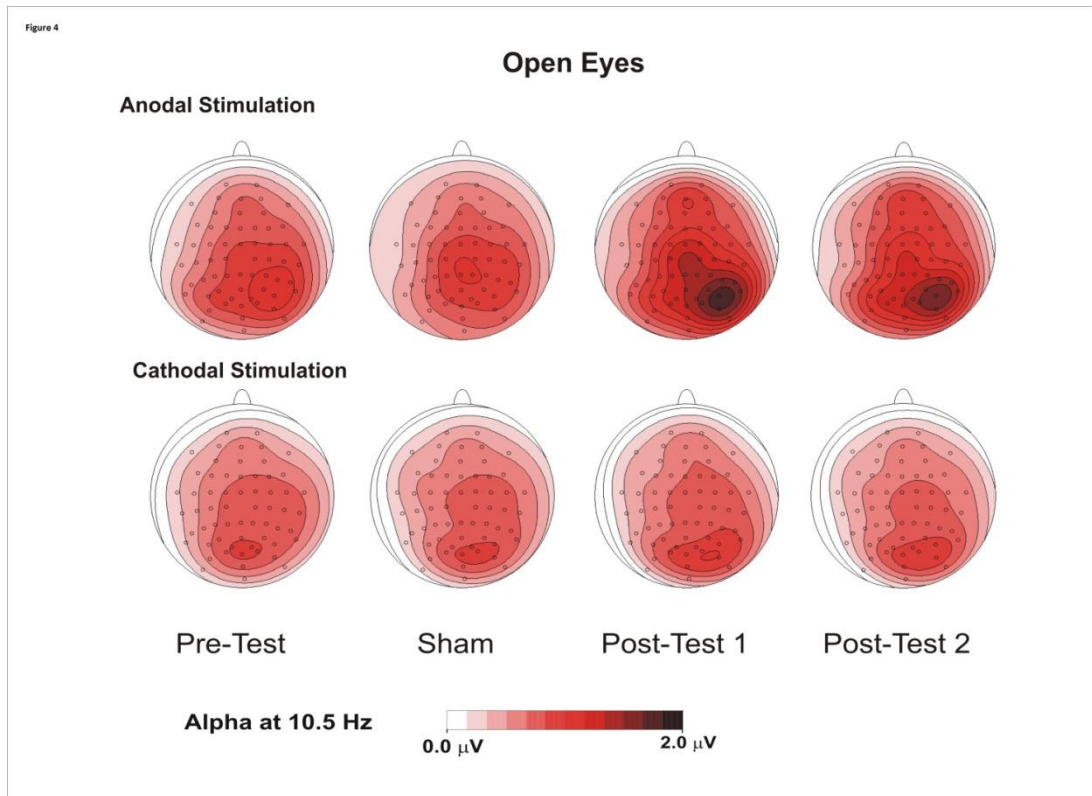 Figure 4
Open Eyes
Anodal Stimulation
Cathodal Stimulation
Pre-Test Sham Post-Test 1 Post-Test 2
Alpha at 10.5 Hz
0.0 μV 2.0 μV